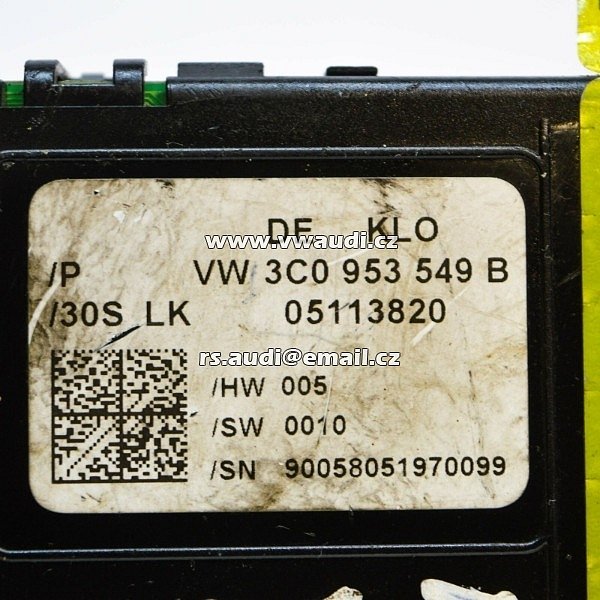 DE KLO
www.vwaudi.cz
/P VW 3C0 953 549 B
/30S LK 05113820
rs.audi@email.cz
/HW 005
/SW 0010
/SN 90058051970099